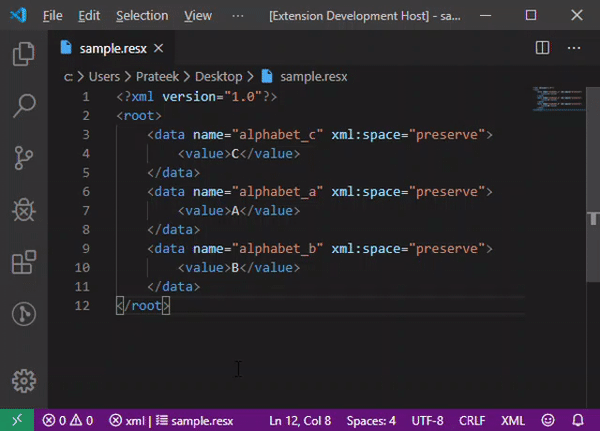 File Edit Selection View ··· [Extension Development Host] - sa...
sample.resx
C: > Users > Prateek > Desktop > sample.resx
1 <?xml version="1.0"?>
2 <root>
3 <data name="alphabet_c" xml:space="preserve">
4 <value>C</value>
5 </data>
6 <data name="alphabet_a" xml:space="preserve">
7 <value>A</value>
8 </data>
9 <data name="alphabet_b" xml:space="preserve">
10 <value>B</value>
11 </data>
12 </root>
0 0 xml | sample.resx Ln 12, Col 8 Spaces: 4 UTF-8 CRLF XML